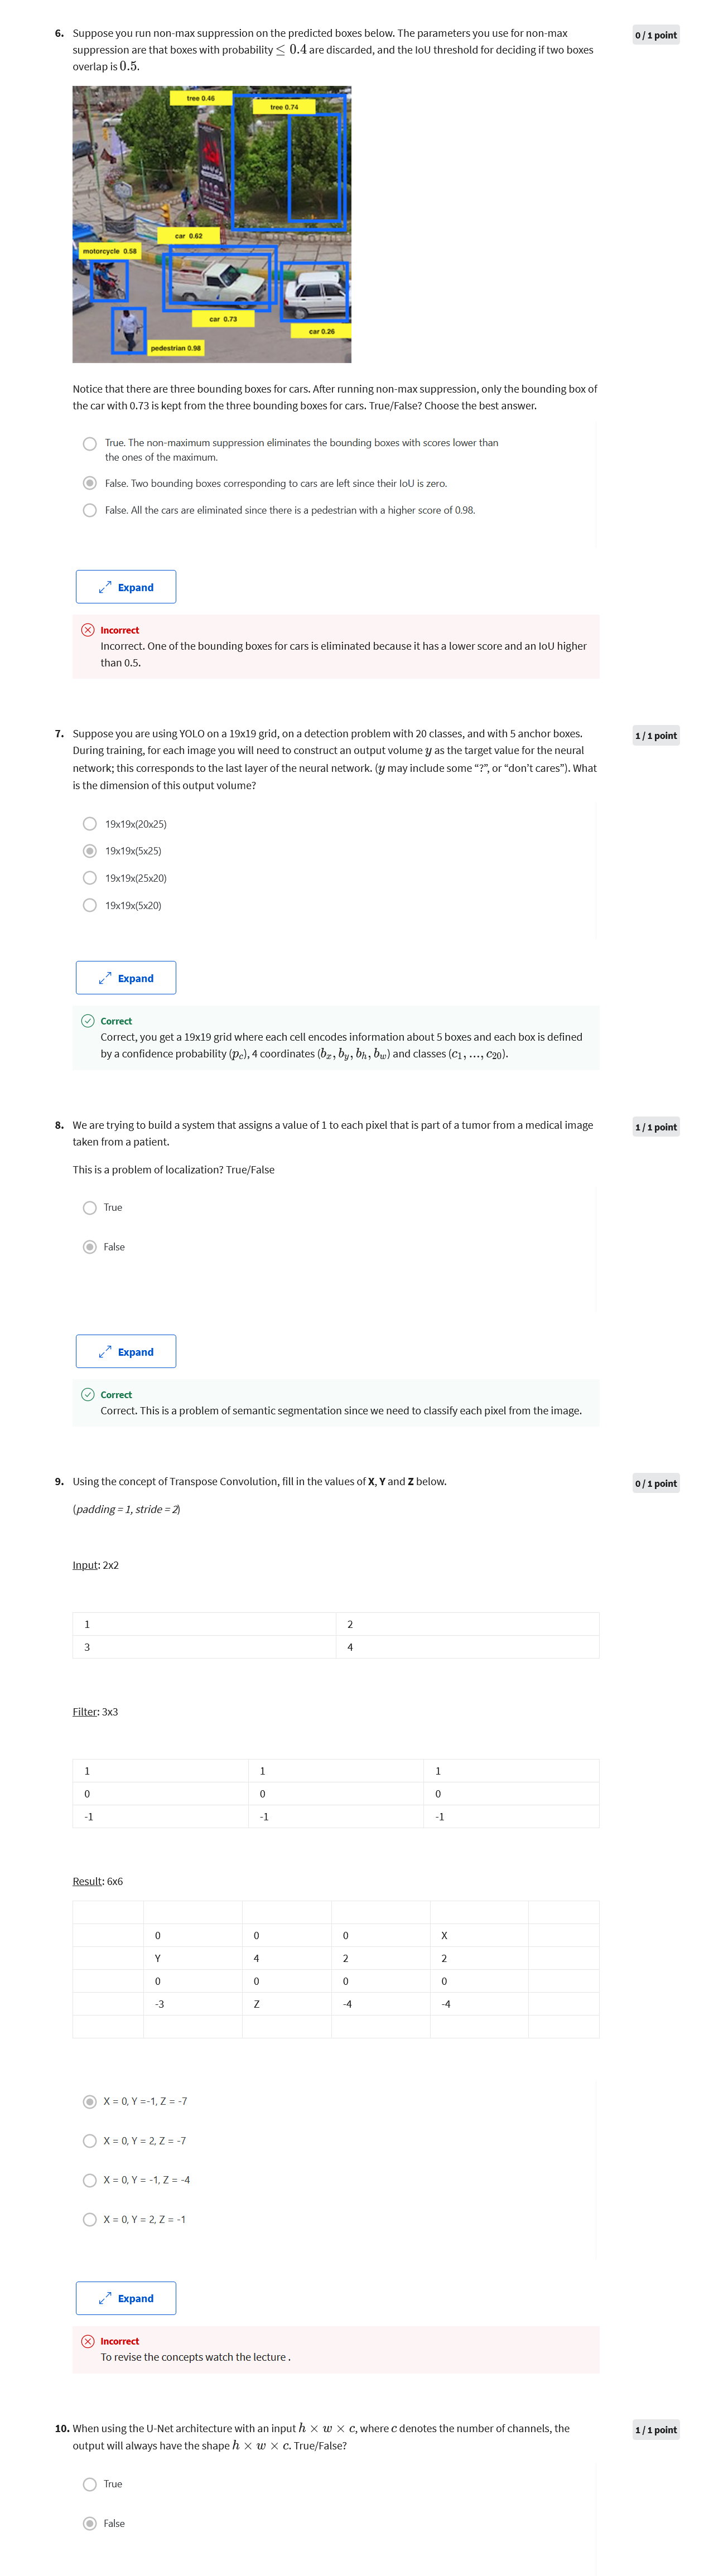 6. Suppose you run non-max suppression on the predicted boxes below. The parameters you use for non-max
0 / 1 point
suppression are that boxes with probability ≤ 0.4 are discarded, and the IoU threshold for deciding if two boxes
overlap is 0.5.
tree 0.46
tree 0.74
car 0.62
motorcycle 0.58
car 0.73
car 0.26
pedestrian 0.98
Notice that there are three bounding boxes for cars. After running non-max suppression, only the bounding box of
the car with 0.73 is kept from the three bounding boxes for cars. True/False? Choose the best answer.
True. The non-maximum suppression eliminates the bounding boxes with scores lower than
the ones of the maximum.
False. Two bounding boxes corresponding to cars are left since their IoU is zero.
False. All the cars are eliminated since there is a pedestrian with a higher score of 0.98.
Expand
Incorrect
Incorrect. One of the bounding boxes for cars is eliminated because it has a lower score and an IoU higher
than 0.5.
7. Suppose you are using YOLO on a 19x19 grid, on a detection problem with 20 classes, and with 5 anchor boxes.
1 / 1 point
During training, for each image you will need to construct an output volume y as the target value for the neural
network; this corresponds to the last layer of the neural network. (y may include some “?”, or “don’t cares”). What
is the dimension of this output volume?
19x19x(20x25)
19x19x(5x25)
19x19x(25x20)
19x19x(5x20)
Expand
Correct
Correct, you get a 19x19 grid where each cell encodes information about 5 boxes and each box is defined
by a confidence probability (p_c), 4 coordinates (b_x, b_y, b_h, b_w) and classes (c_1, ..., c_20).
8. We are trying to build a system that assigns a value of 1 to each pixel that is part of a tumor from a medical image
1 / 1 point
taken from a patient.
This is a problem of localization? True/False
True
False
Expand
Correct
Correct. This is a problem of semantic segmentation since we need to classify each pixel from the image.
9. Using the concept of Transpose Convolution, fill in the values of X, Y and Z below.
0 / 1 point
(padding = 1, stride = 2)
Input: 2x2
1 2
3 4
Filter: 3x3
1 1 1
0 0 0
-1 -1 -1
Result: 6x6
0 0 0 X
Y 4 2 2
0 0 0 0
-3 Z -4 -4
X = 0, Y =-1, Z = -7
X = 0, Y = 2, Z = -7
X = 0, Y = -1, Z = -4
X = 0, Y = 2, Z = -1
Expand
Incorrect
To revise the concepts watch the lecture .
10. When using the U-Net architecture with an input h × w × c, where c denotes the number of channels, the
1 / 1 point
output will always have the shape h × w × c. True/False?
True
False